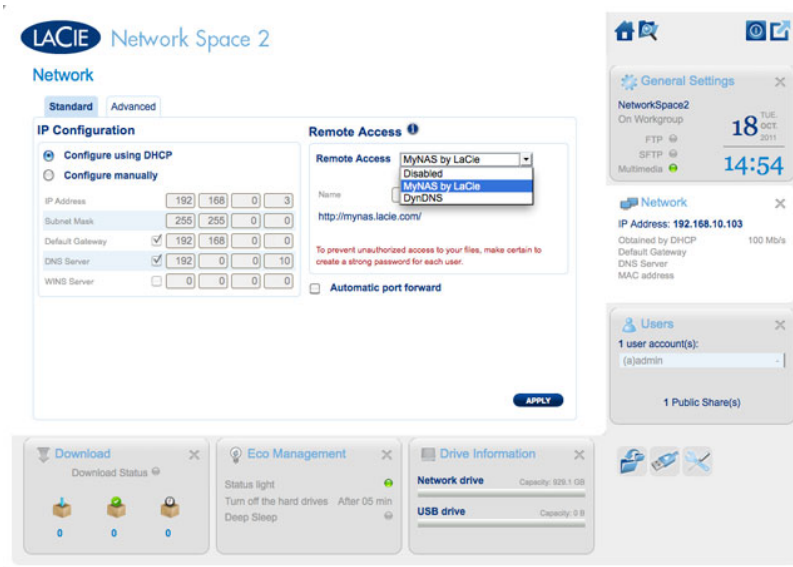 LACIE Network Space 2
Network
Standard Advanced
IP Configuration
Configure using DHCP
Configure manually
IP Address 192 168 0 3
Subnet Mask 255 255 0 0
Default Gateway 192 168 0 0
DNS Server 192 0 0 10
WINS Server 0 0 0 0
Remote Access
Remote Access MyNAS by LaCie
Disabled
MyNAS by LaCie
DynDNS
Name
http://mynas.lacie.com/
To prevent unauthorized access to your files, make certain to
create a strong password for each user.
Automatic port forward
APPLY
General Settings
NetworkSpace2
On Workgroup
FTP
SFTP
Multimedia
18 TUE. OCT. 2011
14:54
Network
IP Address: 192.168.10.103
Obtained by DHCP 100 Mb/s
Default Gateway
DNS Server
MAC address
Users
1 user account(s):
(a)admin -
1 Public Share(s)
Download
Download Status
0 0 0
Eco Management
Status light
Turn off the hard drives After 05 min
Deep Sleep
Drive Information
Network drive Capacity: 929.1 GB
USB drive Capacity: 0 B